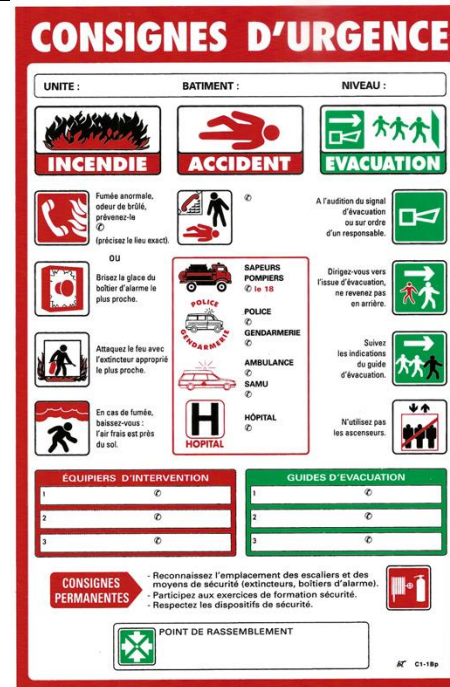 CONSIGNES D'URGENCE
UNITE : BATIMENT : NIVEAU :
INCENDIE
ACCIDENT
EVACUATION
Fumée anormale,
odeur de brûlé,
prévenez-le
✆
(précisez le lieu exact).
OU
Brisez la glace du
boîtier d'alarme le
plus proche.
Attaquez le feu avec
l'extincteur approprié
le plus proche.
En cas de fumée,
baissez-vous :
l'air frais est près
du sol.
✆
SAPEURS
POMPIERS
✆ le 18
POLICE
GENDARMERIE
POLICE
✆
GENDARMERIE
✆
AMBULANCE
✆
SAMU
✆
H
HOPITAL
HÔPITAL
✆
A l'audition du signal
d'évacuation
ou sur ordre
d'un responsable.
Dirigez-vous vers
l'issue d'évacuation,
ne revenez pas
en arrière.
Suivez
les indications
du guide
d'évacuation.
N'utilisez pas
les ascenseurs.
ÉQUIPIERS D'INTERVENTION
1 ✆
2 ✆
3 ✆
GUIDES D'EVACUATION
1 ✆
2 ✆
3 ✆
CONSIGNES
PERMANENTES
- Reconnaissez l'emplacement des escaliers et des
moyens de sécurité (extincteurs, boîtiers d'alarme).
- Participez aux exercices de formation sécurité.
- Respectez les dispositifs de sécurité.
POINT DE RASSEMBLEMENT
C1-1Bp